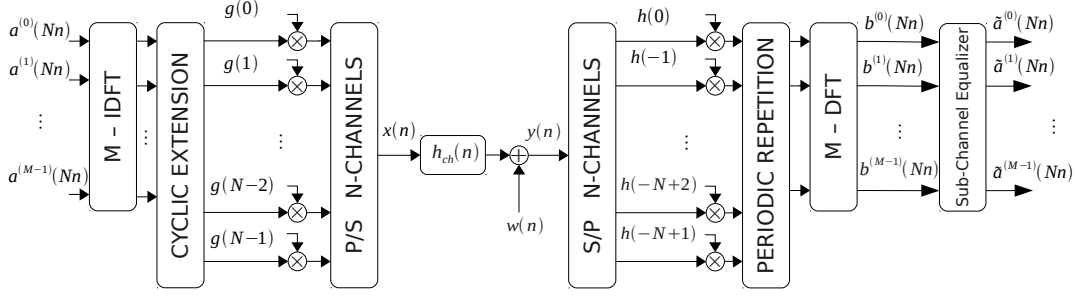 a^(0)(Nn)
a^(1)(Nn)
...
a^(M−1)(Nn)
M – IDFT
...
CYCLIC EXTENSION
g(0)
g(1)
...
g(N−2)
g(N−1)
P/S N-CHANNELS
x(n)
h_ch(n)
w(n)
y(n)
S/P N-CHANNELS
h(0)
h(−1)
...
h(−N+2)
h(−N+1)
PERIODIC REPETITION
...
M – DFT
b^(0)(Nn)
b^(1)(Nn)
...
b^(M−1)(Nn)
Sub-Channel Equalizer
ã^(0)(Nn)
ã^(1)(Nn)
...
ã^(M−1)(Nn)